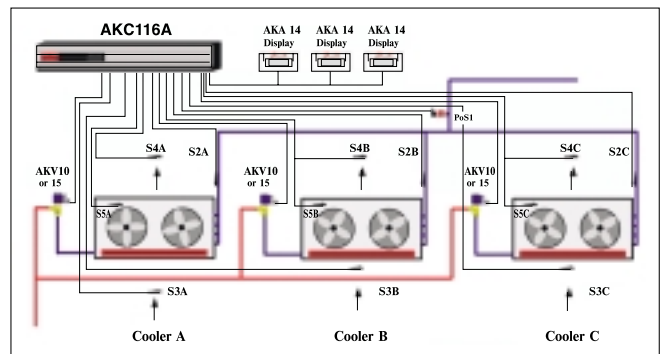 AKC116A
AKA 14 Display
AKA 14 Display
AKA 14 Display
PoS1
S4A
S2A
S4B
S2B
S4C
S2C
AKV10 or 15
AKV10 or 15
AKV10 or 15
S5A
S5B
S5C
S3A
S3B
S3C
Cooler A
Cooler B
Cooler C